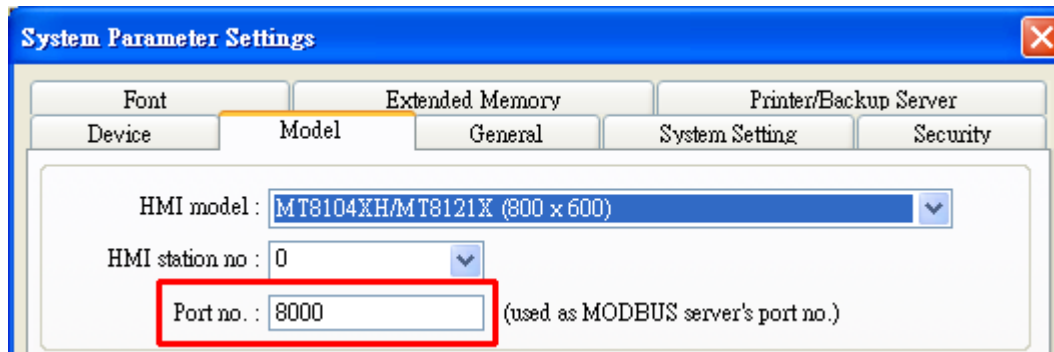 System Parameter Settings
Font Extended Memory Printer/Backup Server
Device Model General System Setting Security
HMI model : MT8104XH/MT8121X (800 x 600)
HMI station no : 0
Port no. : 8000 (used as MODBUS server's port no.)